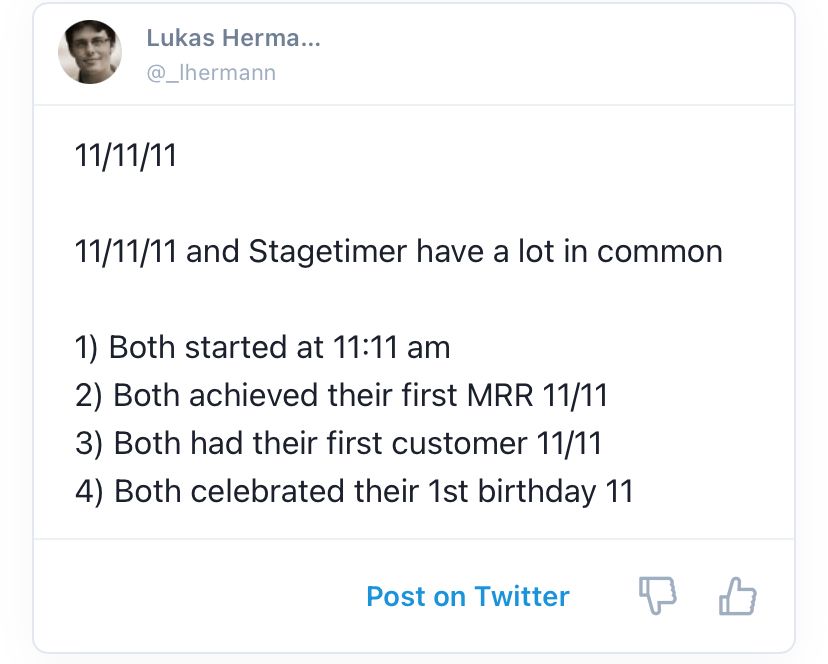 Lukas Herma...
@_lhermann
11/11/11
11/11/11 and Stagetimer have a lot in common
1) Both started at 11:11 am
2) Both achieved their first MRR 11/11
3) Both had their first customer 11/11
4) Both celebrated their 1st birthday 11
Post on Twitter